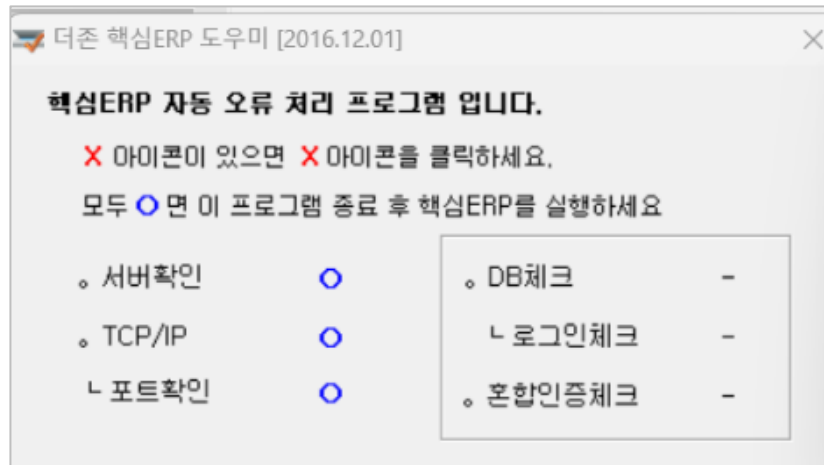 더존 핵심ERP 도우미 [2016.12.01]
핵심ERP 자동 오류 처리 프로그램 입니다.
X 아이콘이 있으면 X 아이콘을 클릭하세요.
모두 O 면 이 프로그램 종료 후 핵심ERP를 실행하세요
。서버확인 O
。TCP/IP O
ㄴ포트확인 O
。DB체크 -
ㄴ로그인체크 -
。혼합인증체크 -